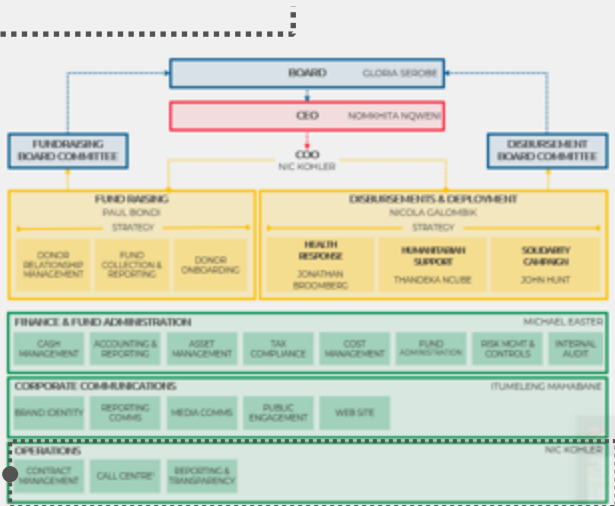 BOARD GLORIA SEROBE
CEO NOMKHITA NQWENI
COO
NIC KOHLER
FUNDRAISING
BOARD COMMITTEE
DISBURSEMENT
BOARD COMMITTEE
FUND RAISING
PAUL BONDI
STRATEGY
DONOR
RELATIONSHIP
MANAGEMENT
FUND
COLLECTION &
REPORTING
DONOR
ONBOARDING
DISBURSEMENTS & DEPLOYMENT
NICOLA GALOMBIK
STRATEGY
HEALTH
RESPONSE
JONATHAN
BROOMBERG
HUMANITARIAN
SUPPORT
THANDEKA NCUBE
SOLIDARITY
CAMPAIGN
JOHN HUNT
FINANCE & FUND ADMINISTRATION MICHAEL EASTER
CASH
MANAGEMENT
ACCOUNTING &
REPORTING
ASSET
MANAGEMENT
TAX
COMPLIANCE
COST
MANAGEMENT
FUND
ADMINISTRATION
RISK MGMT &
CONTROLS
INTERNAL
AUDIT
CORPORATE COMMUNICATIONS ITUMELENG MAHABANE
BRAND IDENTITY
REPORTING
COMMS
MEDIA COMMS
PUBLIC
ENGAGEMENT
WEB SITE
OPERATIONS NIC KOHLER
CONTRACT
MANAGEMENT
CALL CENTRE
REPORTING &
TRANSPARENCY